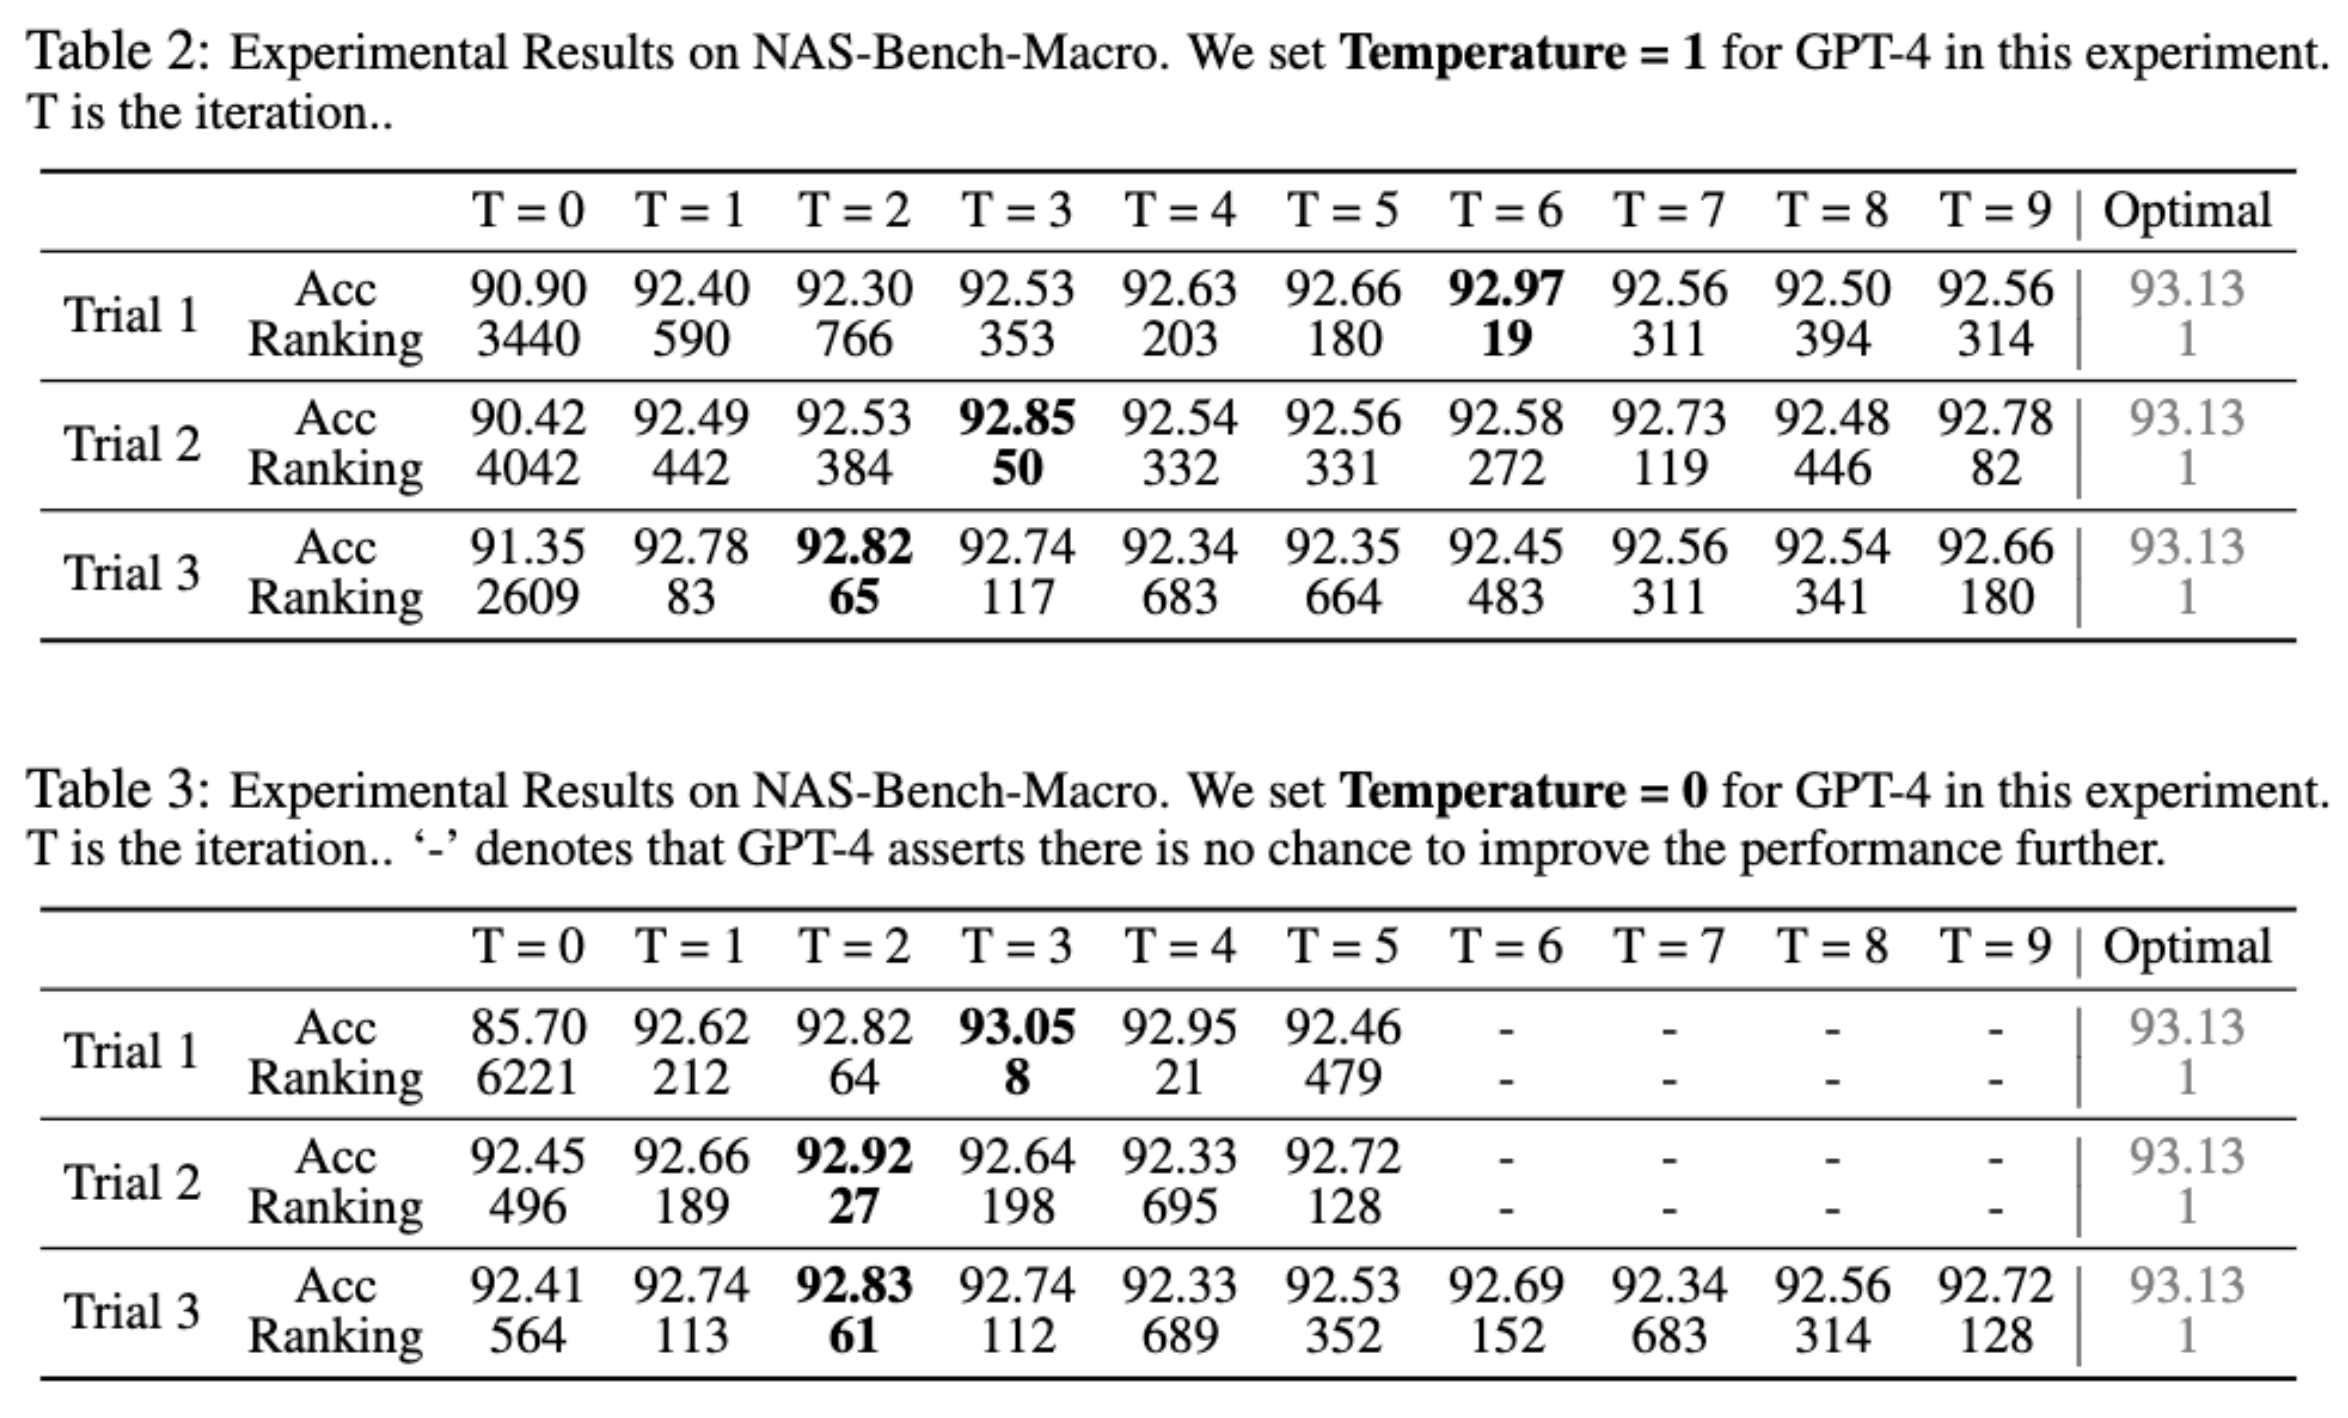 Table 2: Experimental Results on NAS-Bench-Macro. We set Temperature = 1 for GPT-4 in this experiment.
T is the iteration..
T = 0 T = 1 T = 2 T = 3 T = 4 T = 5 T = 6 T = 7 T = 8 T = 9 Optimal
Trial 1
Acc 90.90 92.40 92.30 92.53 92.63 92.66 92.97 92.56 92.50 92.56 93.13
Ranking 3440 590 766 353 203 180 19 311 394 314 1
Trial 2
Acc 90.42 92.49 92.53 92.85 92.54 92.56 92.58 92.73 92.48 92.78 93.13
Ranking 4042 442 384 50 332 331 272 119 446 82 1
Trial 3
Acc 91.35 92.78 92.82 92.74 92.34 92.35 92.45 92.56 92.54 92.66 93.13
Ranking 2609 83 65 117 683 664 483 311 341 180 1
Table 3: Experimental Results on NAS-Bench-Macro. We set Temperature = 0 for GPT-4 in this experiment.
T is the iteration.. ‘-’ denotes that GPT-4 asserts there is no chance to improve the performance further.
T = 0 T = 1 T = 2 T = 3 T = 4 T = 5 T = 6 T = 7 T = 8 T = 9 Optimal
Trial 1
Acc 85.70 92.62 92.82 93.05 92.95 92.46 - - - - 93.13
Ranking 6221 212 64 8 21 479 - - - - 1
Trial 2
Acc 92.45 92.66 92.92 92.64 92.33 92.72 - - - - 93.13
Ranking 496 189 27 198 695 128 - - - - 1
Trial 3
Acc 92.41 92.74 92.83 92.74 92.33 92.53 92.69 92.34 92.56 92.72 93.13
Ranking 564 113 61 112 689 352 152 683 314 128 1